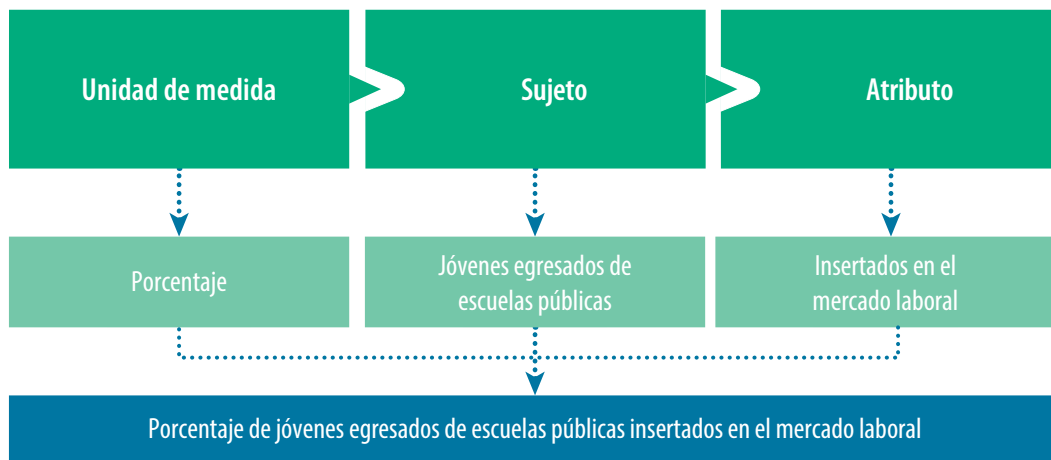 Unidad de medida
Sujeto
Atributo
Porcentaje
Jóvenes egresados de
escuelas públicas
Insertados en el
mercado laboral
Porcentaje de jóvenes egresados de escuelas públicas insertados en el mercado laboral